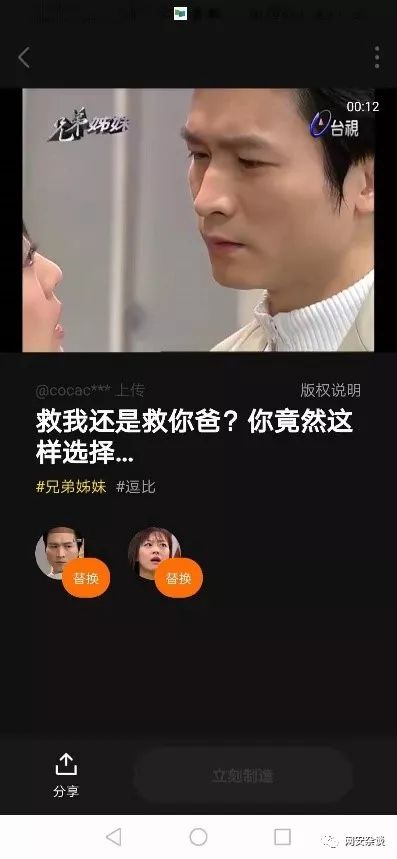 00:12
兄弟姊妹
台視
@cocac*** 上传
版权说明
救我还是救你爸？你竟然这
样选择...
#兄弟姊妹 #逗比
替换
替换
分享
立刻制造
网安杂谈